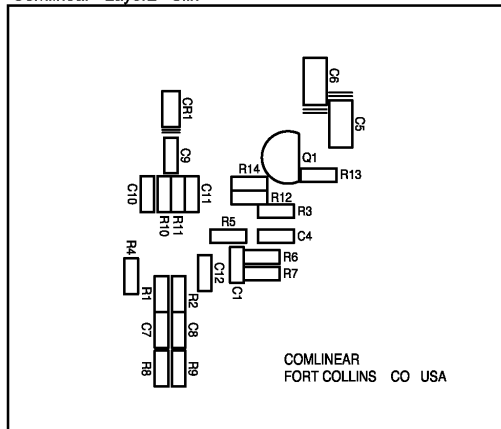 Comlinear Layer2 Silk
C6
CR1
C5
C9
Q1
R14
R13
C10
R10
R11
C11
R12
R3
R5
C4
R4
R6
C12
C1
R7
R1
R2
C7
C8
R8
R9
COMLINEAR
FORT COLLINS CO USA